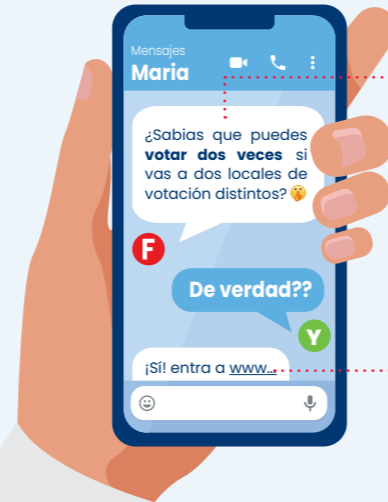 Mensajes
Maria
¿Sabias que puedes
votar dos veces si
vas a dos locales de
votación distintos? 🤫
F
De verdad??
Y
¡Sí! entra a www...